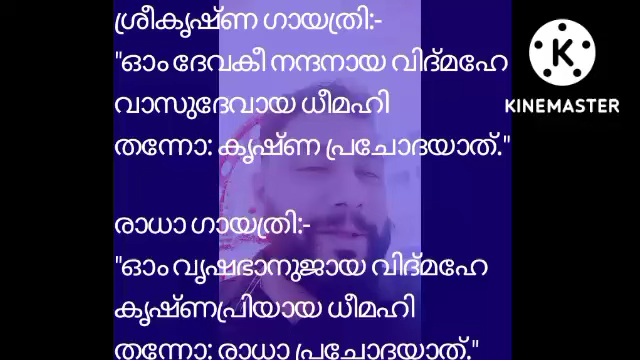 ശ്രീകൃഷ്ണ ഗായത്രി:-
"ഓം ദേവകീ നന്ദനായ വിദ്മഹേ
വാസുദേവായ ധീമഹി
തന്നോ: കൃഷ്ണ പ്രചോദയാത്."
രാധാ ഗായത്രി:-
"ഓം വൃഷഭാനുജായ വിദ്മഹേ
കൃഷ്ണപ്രിയായ ധീമഹി
തന്നോ: രാധാ പ്രചോദയാത്."
K
KINEMASTER